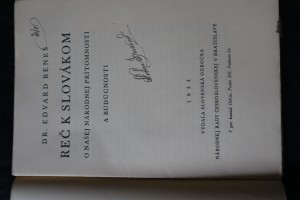 DR. EDVARD BENEŠ
REČ K SLOVÁKOM
O NAŠEJ NÁRODNEJ PRÍTOMNOSTI
A BUDÚCNOSTI
1934
VYDALA SLOVENSKÁ ODBOČKA
NÁRODNEJ RADY ČESKOSLOVENSKEJ V BRATISLAVE